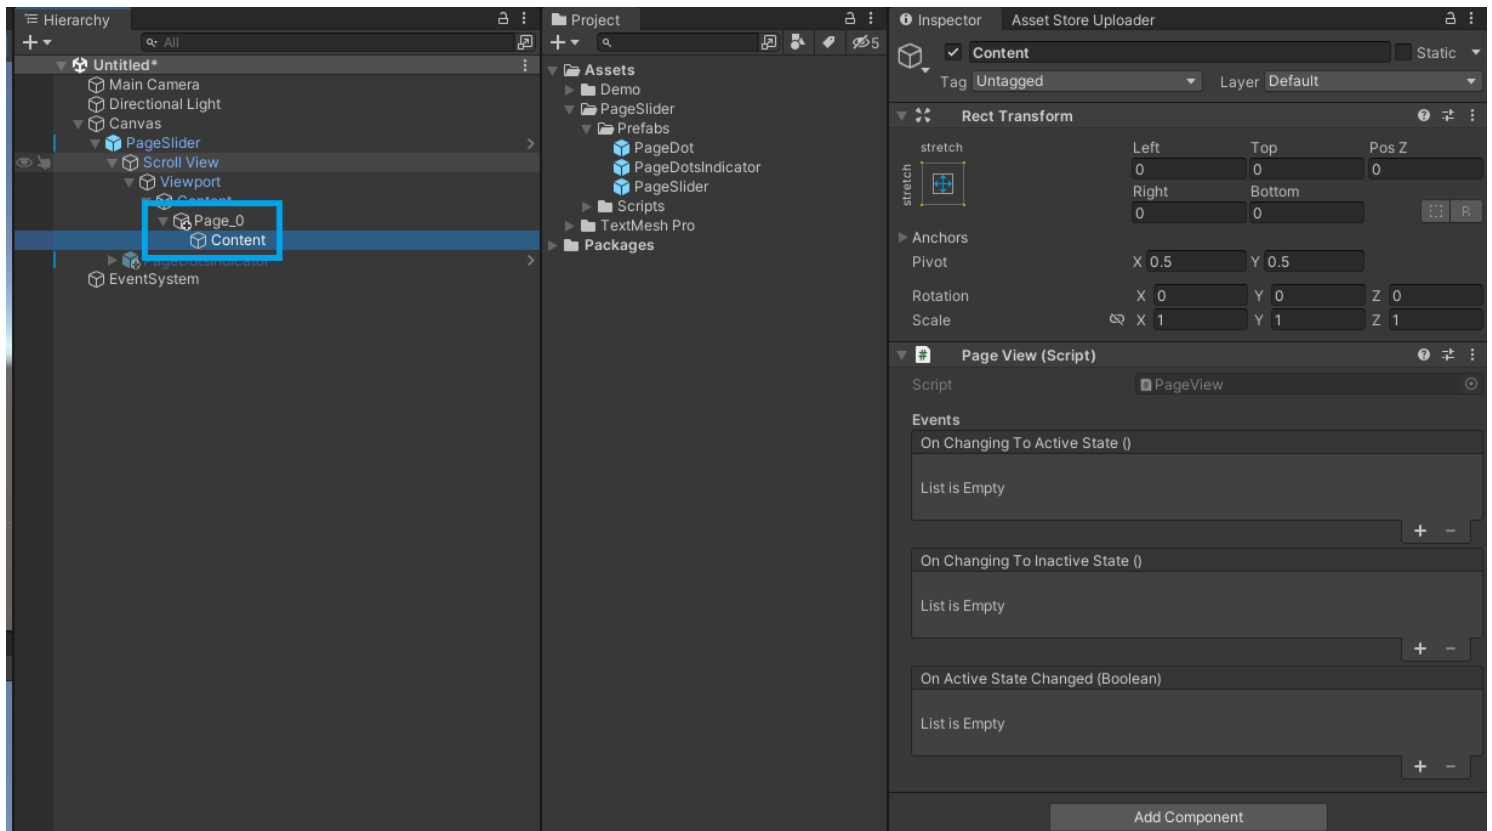 Hierarchy
All
Untitled*
Main Camera
Directional Light
Canvas
PageSlider
Scroll View
Viewport
Content
Page_0
Content
PageDotsIndicator
EventSystem
Project
5
Assets
Demo
PageSlider
Prefabs
PageDot
PageDotsIndicator
PageSlider
Scripts
TextMesh Pro
Packages
Inspector Asset Store Uploader
Content Static
Tag Untagged Layer Default
Rect Transform
stretch Left Top Pos Z
stretch 0 0 0
Right Bottom
0 0 R
Anchors
Pivot X 0.5 Y 0.5
Rotation X 0 Y 0 Z 0
Scale X 1 Y 1 Z 1
# Page View (Script)
Script PageView
Events
On Changing To Active State ()
List is Empty
+ −
On Changing To Inactive State ()
List is Empty
+ −
On Active State Changed (Boolean)
List is Empty
+ −
Add Component